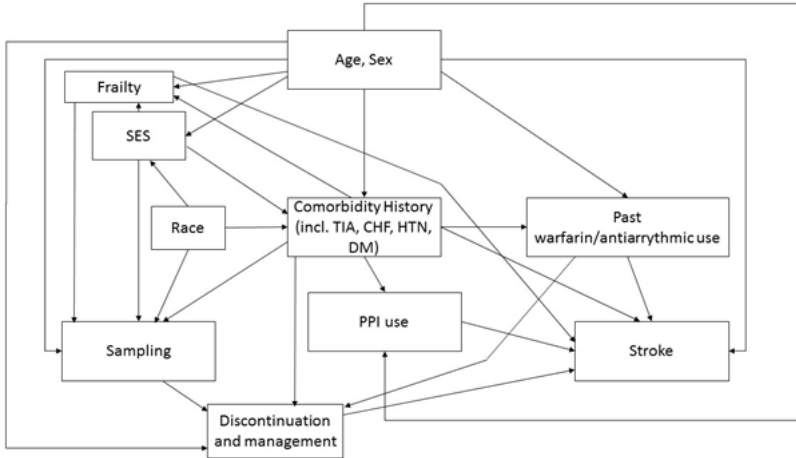 Age, Sex
Frailty
SES
Race
Comorbidity History
(incl. TIA, CHF, HTN,
DM)
Past
warfarin/antiarrythmic use
Sampling
PPI use
Stroke
Discontinuation
and management